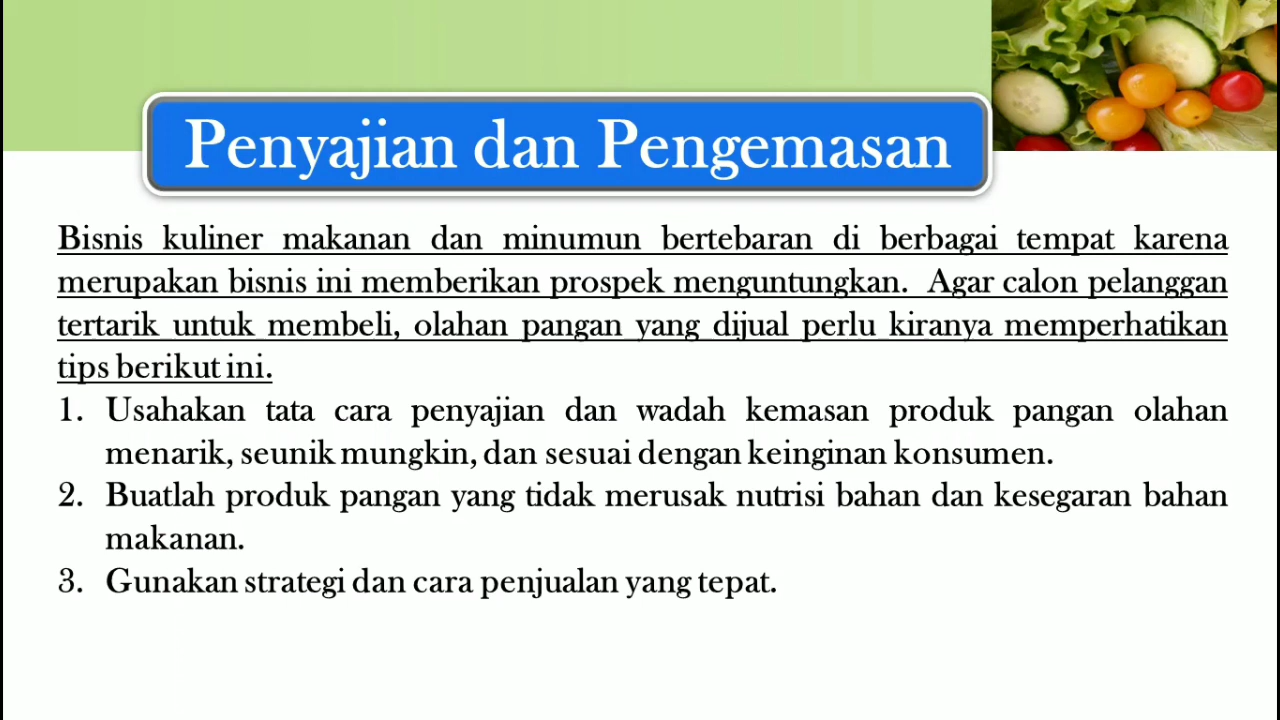 Penyajian dan Pengemasan
Bisnis kuliner makanan dan minumun bertebaran di berbagai tempat karena
merupakan bisnis ini memberikan prospek menguntungkan. Agar calon pelanggan
tertarik untuk membeli, olahan pangan yang dijual perlu kiranya memperhatikan
tips berikut ini.
1. Usahakan tata cara penyajian dan wadah kemasan produk pangan olahan
menarik, seunik mungkin, dan sesuai dengan keinginan konsumen.
2. Buatlah produk pangan yang tidak merusak nutrisi bahan dan kesegaran bahan
makanan.
3. Gunakan strategi dan cara penjualan yang tepat.